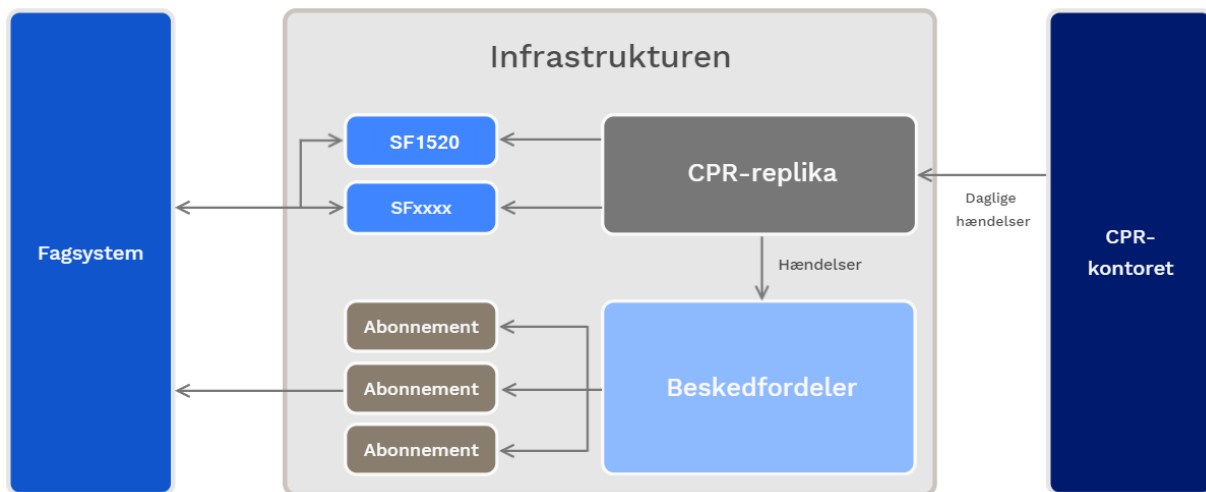 Infrastrukturen
SF1520
SFxxxx
CPR-replika
Daglige
hændelser
Fagsystem
CPR-
kontoret
Hændelser
Abonnement
Abonnement
Abonnement
Beskedfordeler